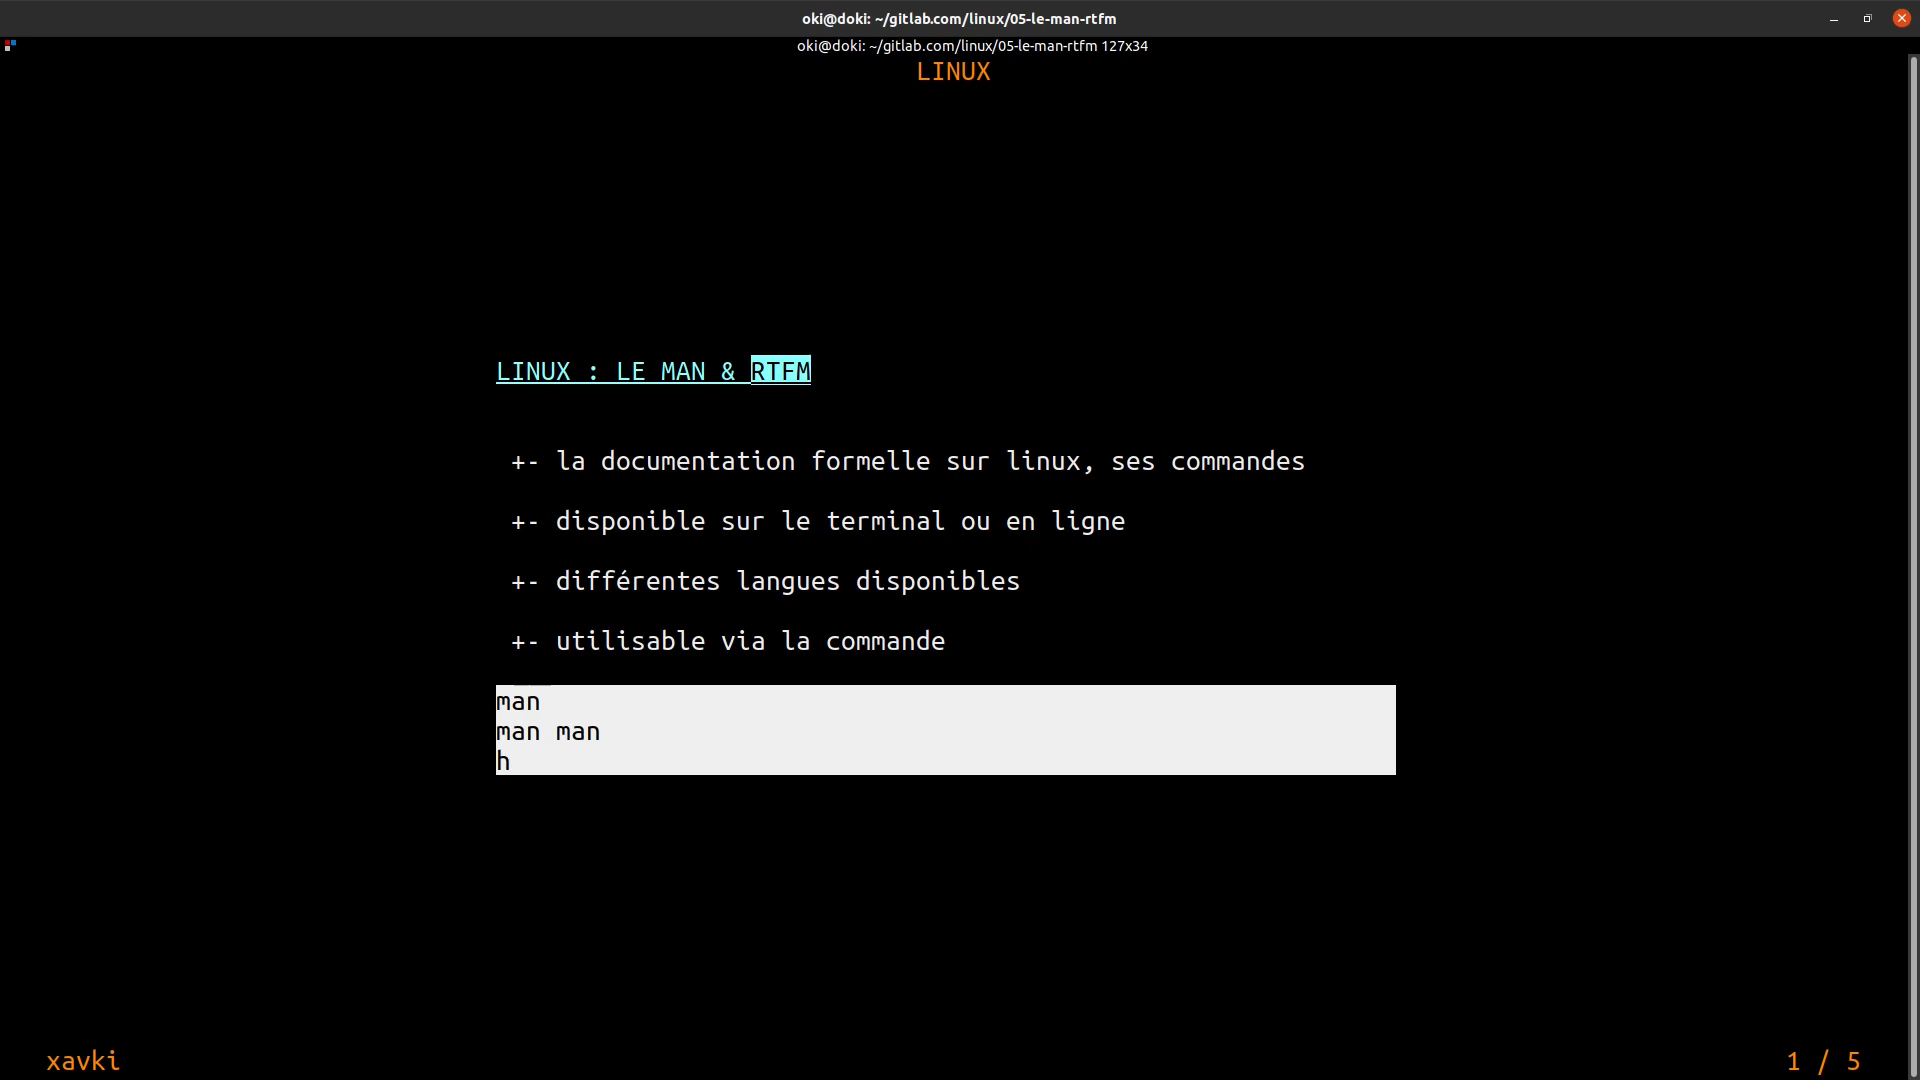 oki@doki: ~/gitlab.com/linux/05-le-man-rtfm
oki@doki: ~/gitlab.com/linux/05-le-man-rtfm 127x34
LINUX
LINUX : LE MAN & RTFM
+- la documentation formelle sur linux, ses commandes
+- disponible sur le terminal ou en ligne
+- différentes langues disponibles
+- utilisable via la commande
man
man man
h
xavki
1 / 5